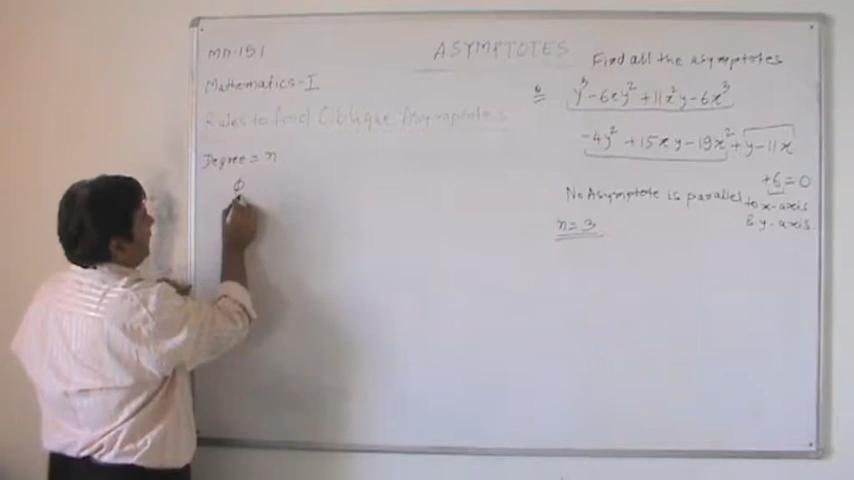 MA-151
ASYMPTOTES
Mathematics-I
Rules to find Oblique Asymptotes
Degree = n
φ
Find all the asymptotes
y³-6xy²+11x²y-6x³
-4y²+15xy-19x²+y-11x
+6=0
No Asymptote is parallel to x-axis
& y-axis.
n=3